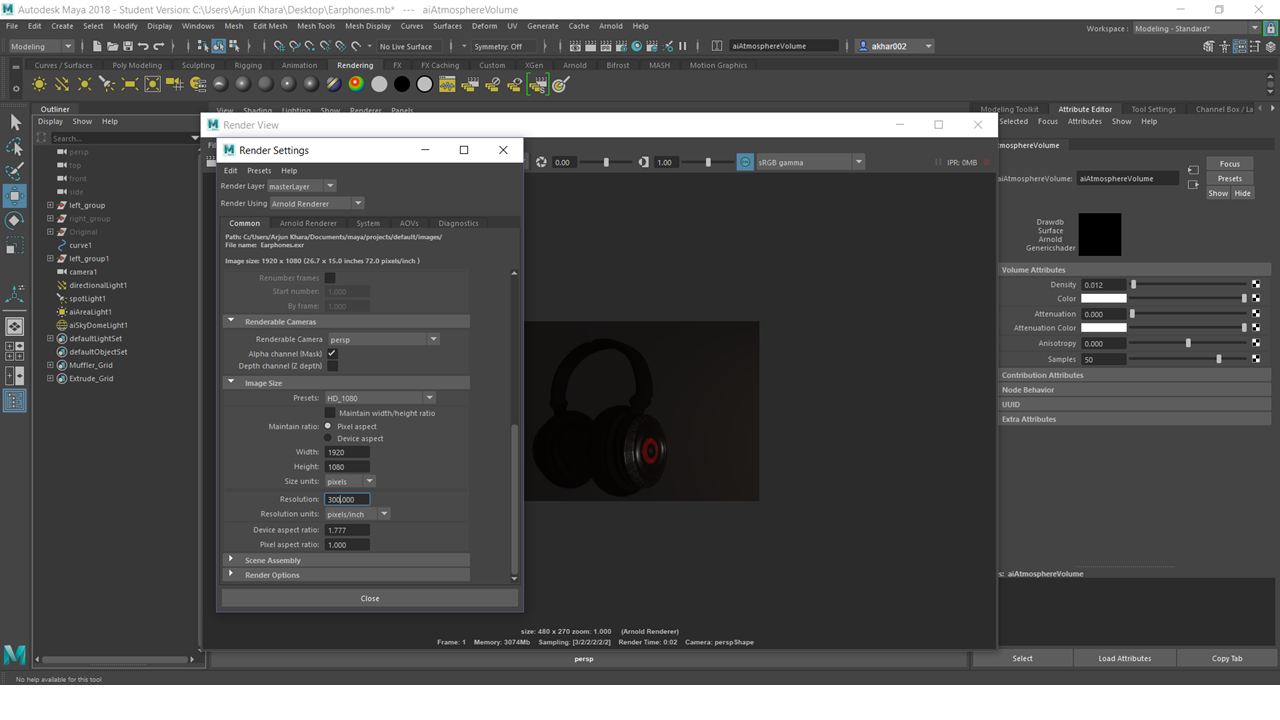 Autodesk Maya 2018 - Student Version: C:\Users\Arjun Khara\Desktop\Earphones.mb* --- aiAtmosphereVolume
File Edit Create Select Modify Display Windows Mesh Edit Mesh Mesh Tools Mesh Display Curves Surfaces Deform UV Generate Cache Arnold Help
Workspace : Modeling - Standard*
Modeling No Live Surface Symmetry: Off aiAtmosphereVolume akhar002
Curves / Surfaces Poly Modeling Sculpting Rigging Animation Rendering FX FX Caching Custom XGen Arnold Bifrost MASH Motion Graphics
Outliner
Display Show Help
Search...
persp
top
front
side
left_group
right_group
Original
curve1
left_group1
camera1
directionalLight1
spotLight1
aiAreaLight1
aiSkyDomeLight1
defaultLightSet
defaultObjectSet
Muffler_Grid
Extrude_Grid
View Shading Lighting Show Renderer Panels
Render View
0.00 1.00 sRGB gamma IPR: 0MB
Render Settings
Edit Presets Help
Render Layer masterLayer
Render Using Arnold Renderer
Common Arnold Renderer System AOVs Diagnostics
Path: C:/Users/Arjun Khara/Documents/maya/projects/default/images/
File name: Earphones.exr
Image size: 1920 x 1080 (26.7 x 15.0 inches 72.0 pixels/inch )
Renumber frames
Start number: 1.000
By frame: 1.000
Renderable Cameras
Renderable Camera persp
Alpha channel (Mask)
Depth channel (Z depth)
Image Size
Presets: HD_1080
Maintain width/height ratio
Maintain ratio: Pixel aspect
Device aspect
Width: 1920
Height: 1080
Size units: pixels
Resolution: 300.000
Resolution units: pixels/inch
Device aspect ratio: 1.777
Pixel aspect ratio: 1.000
Scene Assembly
Render Options
Close
size: 480 x 270 zoom: 1.000 (Arnold Renderer)
Frame: 1 Memory: 3074Mb Sampling: [3/2/2/2/2/2] Render Time: 0:02 Camera: perspShape
persp
Modeling Toolkit Attribute Editor Tool Settings Channel Box / La
Selected Focus Attributes Show Help
mosphereVolume
aiAtmosphereVolume: aiAtmosphereVolume
Focus
Presets
Show Hide
Drawdb
Surface
Arnold
Genericshader
Volume Attributes
Density 0.012
Color
Attenuation 0.000
Attenuation Color
Anisotropy 0.000
Samples 50
Contribution Attributes
Node Behavior
UUID
Extra Attributes
s: aiAtmosphereVolume
Select Load Attributes Copy Tab
No help available for this tool